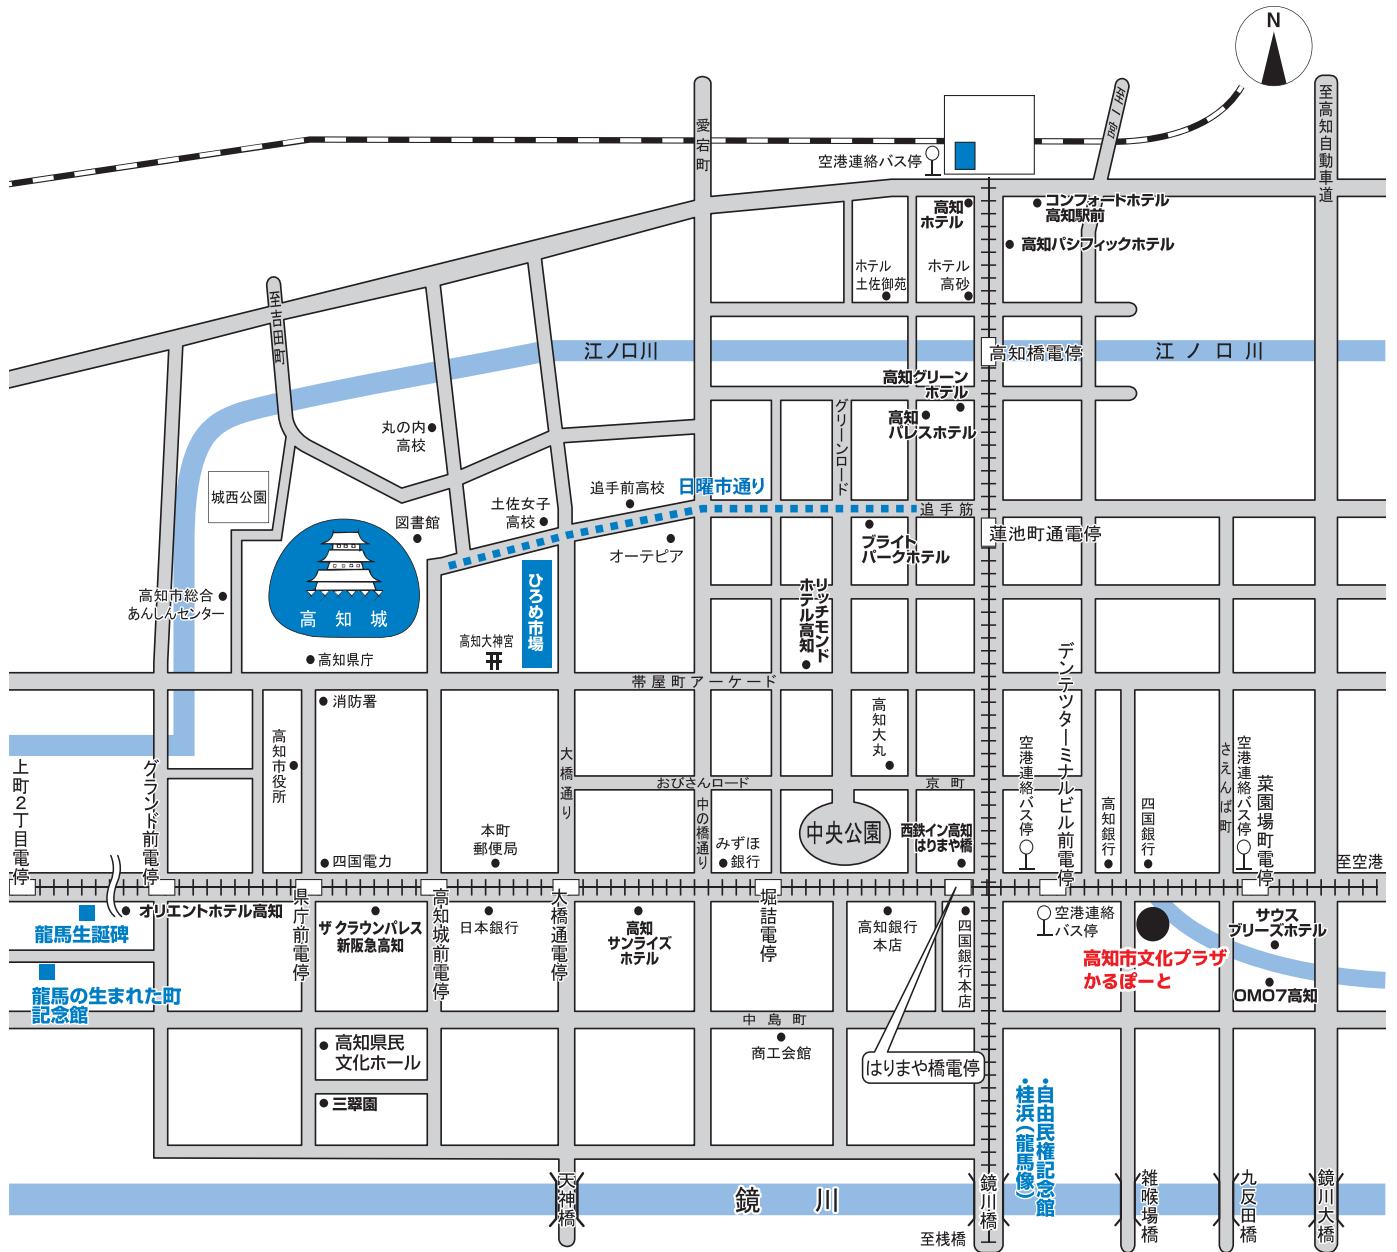 N
至高知自動車道
至一宮
愛宕町
空港連絡バス停
高知
ホテル
コンフォートホテル
高知駅前
高知パシフィックホテル
ホテル
土佐御苑
ホテル
高砂
至吉田町
江ノ口川
高知橋電停
江ノ口川
高知グリーン
ホテル
高知
パレスホテル
グリーンロード
丸の内
高校
城西公園
図書館
土佐女子
高校
追手前高校
日曜市通り
追手筋
オーテピア
ブライト
パークホテル
蓮池町通電停
高知城
高知市総合
あんしんセンター
ひろめ市場
高知大神宮
リッチモンド
ホテル高知
高知県庁
帯屋町アーケード
消防署
高知市役所
大橋通り
高知大丸
デンテツターミナルビル前電停
空港連絡バス停
さえんば町
空港連絡バス停
菜園場町電停
上町2丁目電停
グランド前電停
おびさんロード
京町
中の橋通り
みずほ
銀行
中央公園
西鉄イン高知
はりまや橋
高知銀行
四国銀行
本町
郵便局
四国電力
至空港
龍馬生誕碑
オリエントホテル高知
県庁前電停
ザ クラウンパレス
新阪急高知
高知城前電停
日本銀行
大橋通電停
高知
サンライズ
ホテル
堀詰電停
高知銀行
本店
四国銀行本店
空港連絡
バス停
高知市文化プラザ
かるぽーと
サウス
ブリーズホテル
OMO7高知
龍馬の生まれた町
記念館
中島町
商工会館
高知県民
文化ホール
三翠園
はりまや橋電停
・自由民権記念館
・桂浜(龍馬像)
天神橋
鏡川
鏡川橋
至桟橋
雑喉場橋
九反田橋
鏡川大橋